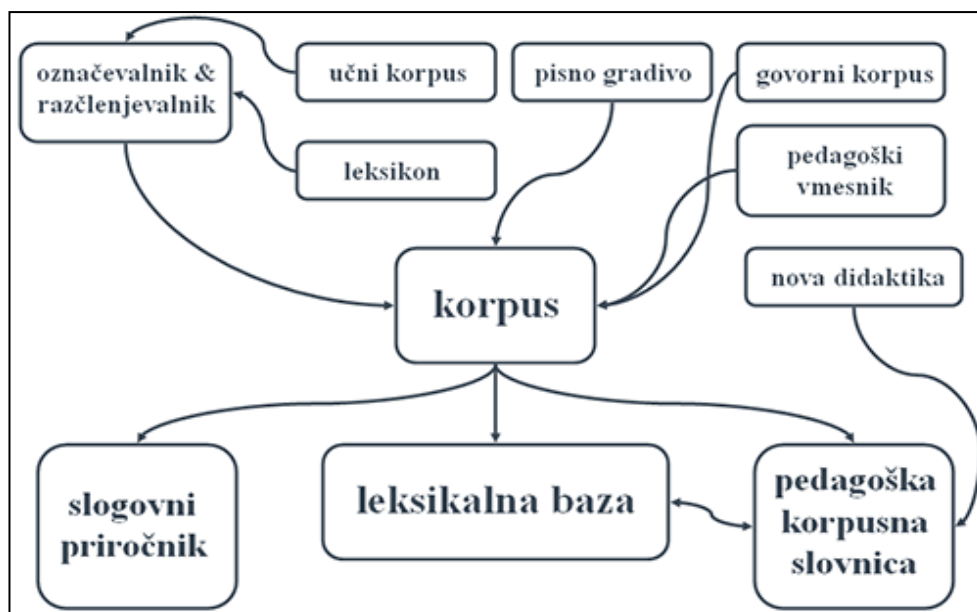 označevalnik &
razčlenjevalnik
učni korpus
pisno gradivo
govorni korpus
leksikon
pedagoški
vmesnik
korpus
nova didaktika
slogovni
priročnik
leksikalna baza
pedagoška
korpusna
slovnica